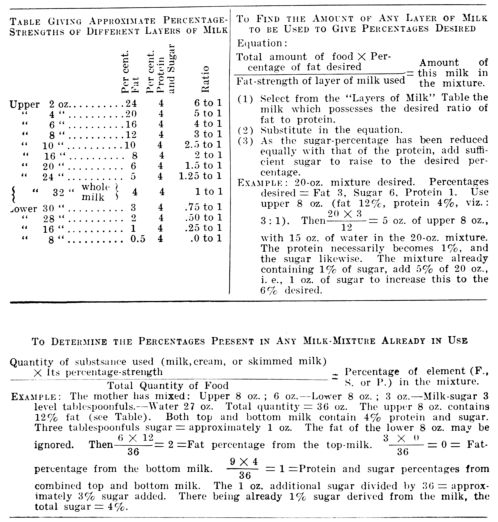 TABLE GIVING APPROXIMATE PERCENTAGE-
STRENGTHS OF DIFFERENT LAYERS OF MILK
Per cent. Fat
Per cent. Protein and Sugar
Ratio
Upper 2 oz..........24 4 6 to 1
" 4 "..........20 4 5 to 1
" 6 "..........16 4 4 to 1
" 8 "..........12 4 3 to 1
" 10 "..........10 4 2.5 to 1
" 16 ".......... 8 4 2 to 1
" 20 ".......... 6 4 1.5 to 1
" 24 ".......... 5 4 1.25 to 1
{ " 32 " whole milk } 4 4 1 to 1
Lower 30 ".......... 3 4 .75 to 1
" 28 ".......... 2 4 .50 to 1
" 16 ".......... 1 4 .25 to 1
" 8 ".......... 0.5 4 .0 to 1
TO FIND THE AMOUNT OF ANY LAYER OF MILK
TO BE USED TO GIVE PERCENTAGES DESIRED
Equation:
Total amount of food × Per-
centage of fat desired
Fat-strength of layer of milk used
= Amount of
this milk in
the mixture.
(1) Select from the "Layers of Milk" Table the
milk which possesses the desired ratio of
fat to protein.
(2) Substitute in the equation.
(3) As the sugar-percentage has been reduced
equally with that of the protein, add suffi-
cient sugar to raise to the desired per-
centage.
EXAMPLE: 20-oz. mixture desired. Percentages
desired = Fat 3, Sugar 6, Protein 1. Use
upper 8 oz. (fat 12%, protein 4%, viz.:
3:1). Then 20 × 3 / 12 = 5 oz. of upper 8 oz.,
with 15 oz. of water in the 20-oz. mixture.
The protein necessarily becomes 1%, and
the sugar likewise. The mixture already
containing 1% of sugar, add 5% of 20 oz.,
i. e., 1 oz. of sugar to increase this to the
6% desired.
TO DETERMINE THE PERCENTAGES PRESENT IN ANY MILK-MIXTURE ALREADY IN USE
Quantity of substance used (milk, cream, or skimmed milk)
× Its percentage-strength
Total Quantity of Food
= Percentage of element (F.,
S. or P.) in the mixture.
EXAMPLE: The mother has mixed: Upper 8 oz.; 6 oz.—Lower 8 oz.; 3 oz.—Milk-sugar 3
level tablespoonfuls.—Water 27 oz. Total quantity = 36 oz. The upper 8 oz. contains
12% fat (see Table). Both top and bottom milk contain 4% protein and sugar.
Three tablespoonfuls sugar = approximately 1 oz. The fat of the lower 8 oz. may be
ignored. Then 6 × 12 / 36 = 2 = Fat percentage from the top-milk. 3 × 0 / 36 = 0 = Fat-
percentage from the bottom milk. 9 × 4 / 36 = 1 = Protein and sugar percentages from
combined top and bottom milk. The 1 oz. additional sugar divided by 36 = approx-
imately 3% sugar added. There being already 1% sugar derived from the milk, the
total sugar = 4%.